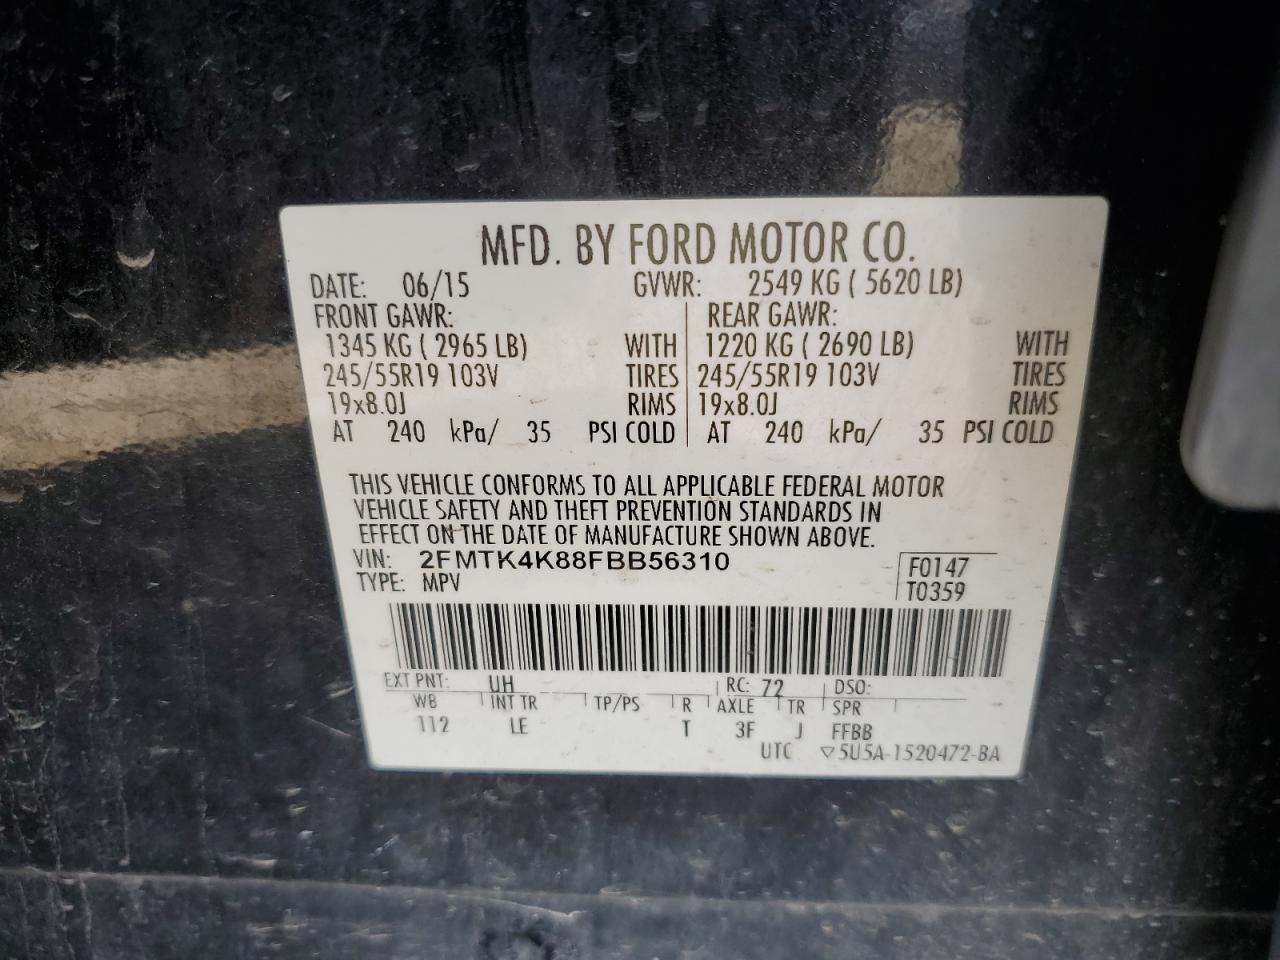 MFD. BY FORD MOTOR CO.
DATE: 06/15 GVWR: 2549 KG ( 5620 LB)
FRONT GAWR: REAR GAWR:
1345 KG ( 2965 LB) WITH 1220 KG ( 2690 LB) WITH
245/55R19 103V TIRES 245/55R19 103V TIRES
19x8.0J RIMS 19x8.0J RIMS
AT 240 kPa/ 35 PSI COLD AT 240 kPa/ 35 PSI COLD
THIS VEHICLE CONFORMS TO ALL APPLICABLE FEDERAL MOTOR
VEHICLE SAFETY AND THEFT PREVENTION STANDARDS IN
EFFECT ON THE DATE OF MANUFACTURE SHOWN ABOVE.
VIN: 2FMTK4K88FBB56310 F0147
TYPE: MPV T0359
EXT PNT: UH RC: 72 DSO:
WB INT TR TP/PS R AXLE TR SPR
112 LE T 3F J FFBB
UTC ▽5U5A-1520472-BA